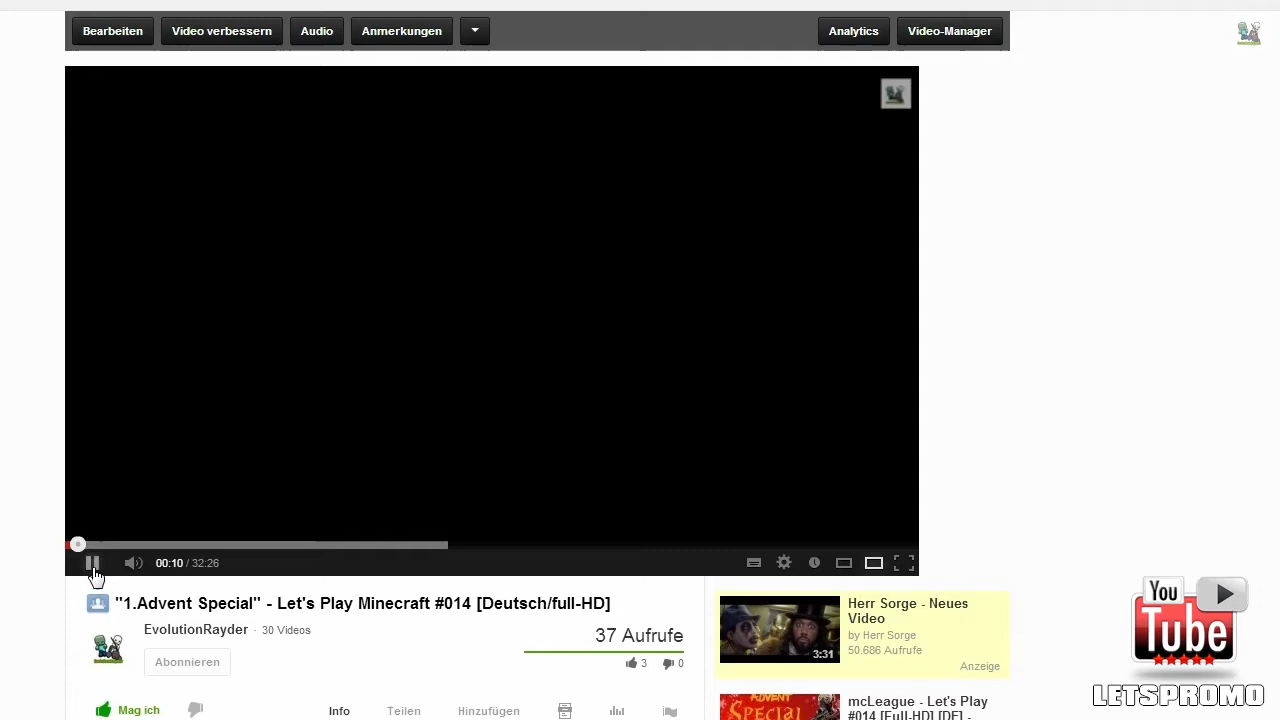 Bearbeiten
Video verbessern
Audio
Anmerkungen
Analytics
Video-Manager
00:10 / 32:26
"1.Advent Special" - Let's Play Minecraft #014 [Deutsch/full-HD]
EvolutionRayder · 30 Videos
Abonnieren
37 Aufrufe
3
0
Mag ich
Info
Teilen
Hinzufügen
3:31
Herr Sorge - Neues
Video
by Herr Sorge
50.686 Aufrufe
Anzeige
ADVENT
SPECIAL
mcLeague - Let's Play
#014 [Full-HD] [DE] -
You
Tube
LETSPROMO